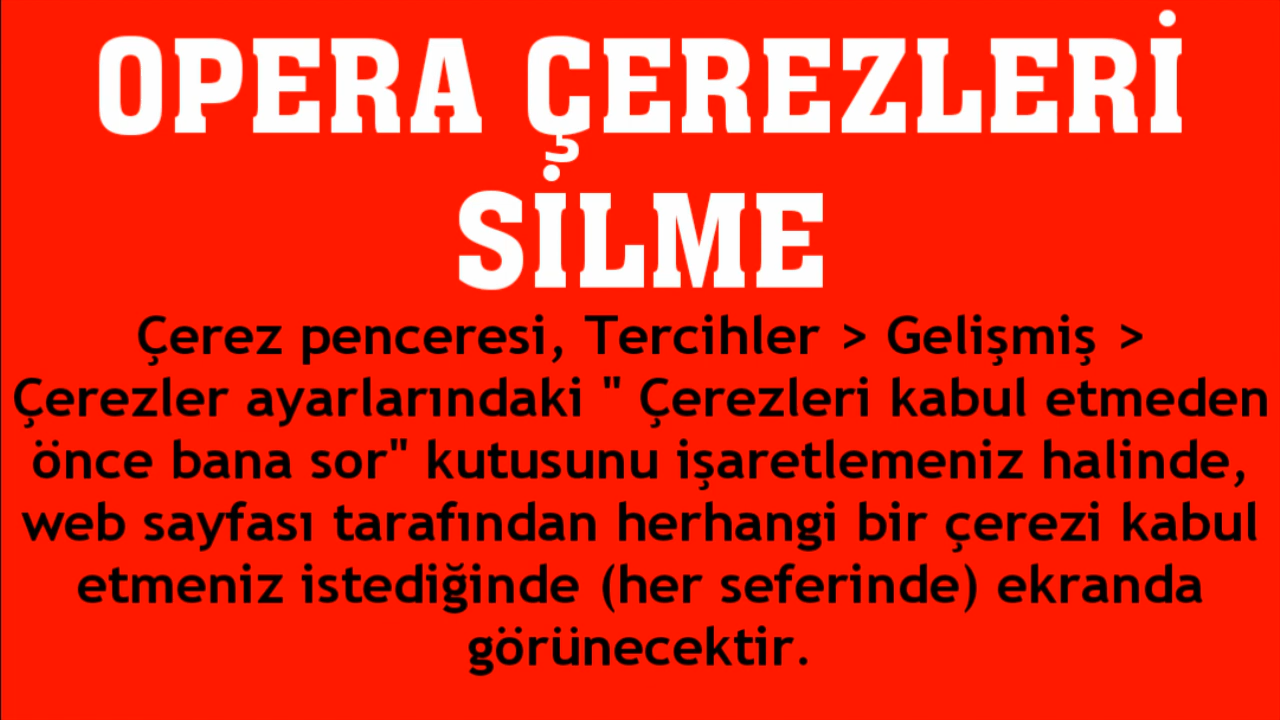 OPERA ÇEREZLERİ
SİLME
Çerez penceresi, Tercihler > Gelişmiş >
Çerezler ayarlarındaki " Çerezleri kabul etmeden
önce bana sor" kutusunu işaretlemeniz halinde,
web sayfası tarafından herhangi bir çerezi kabul
etmeniz istediğinde (her seferinde) ekranda
görünecektir.